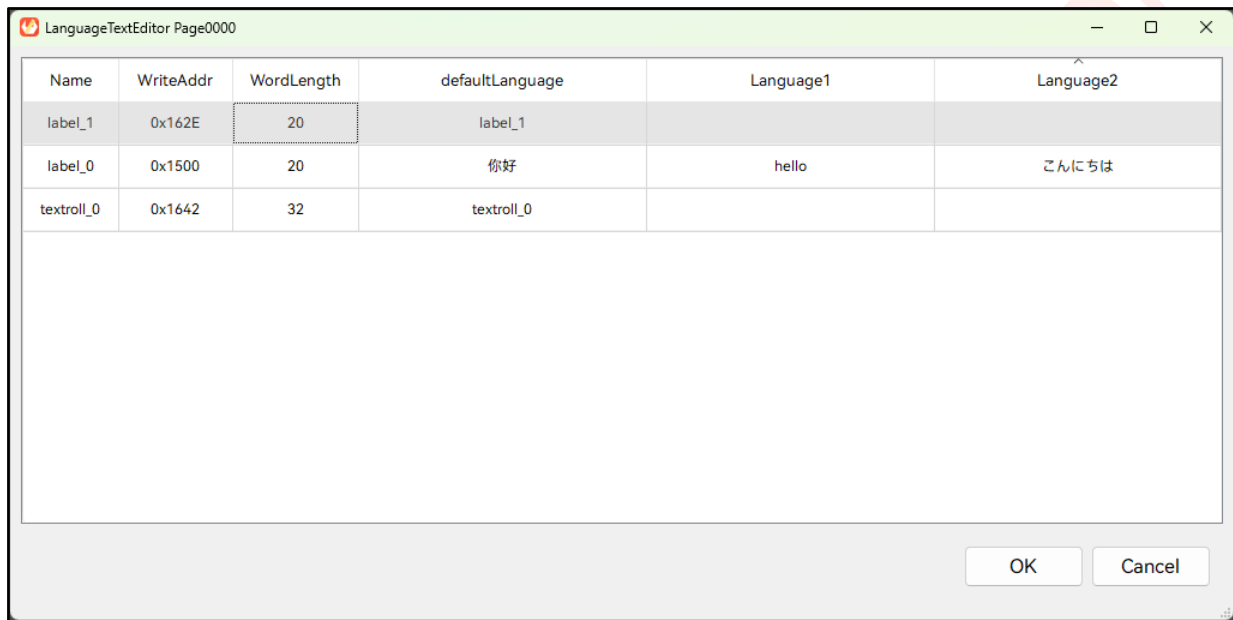 LanguageTextEditor Page0000
Name WriteAddr WordLength defaultLanguage Language1 Language2
label_1 0x162E 20 label_1
label_0 0x1500 20 你好 hello こんにちは
textroll_0 0x1642 32 textroll_0
OK Cancel